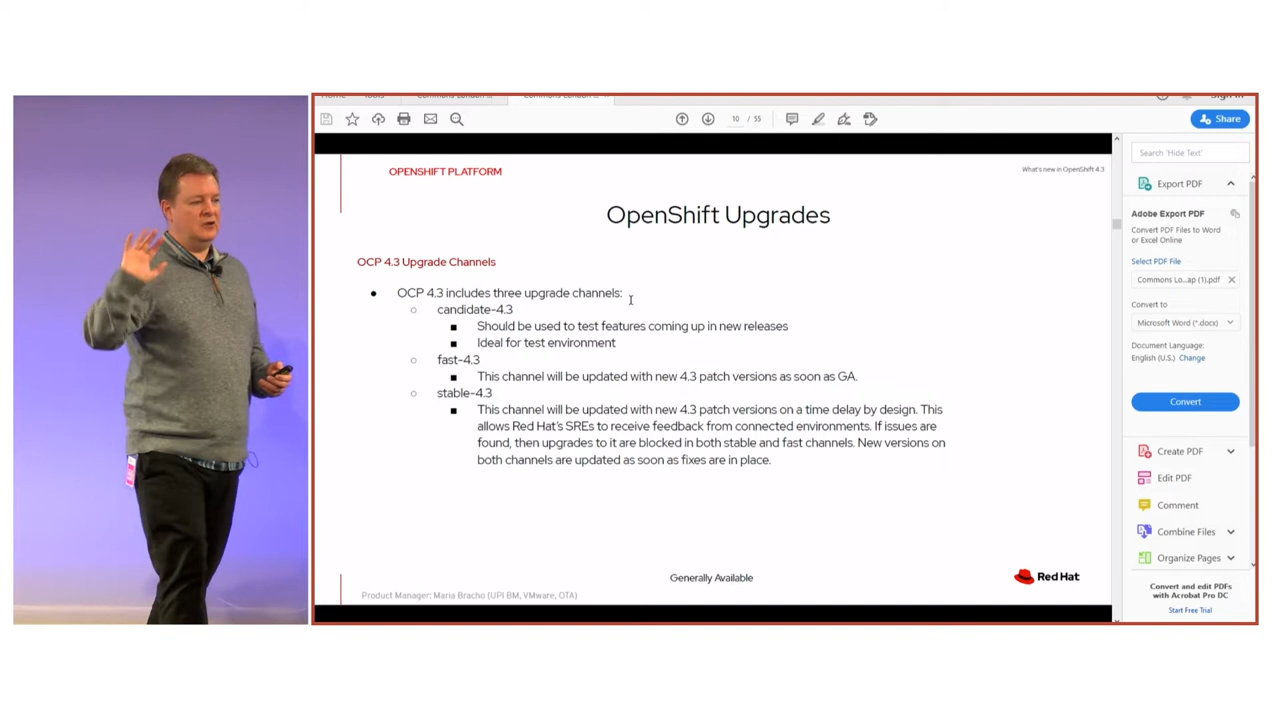 10 / 55
Share
OPENSHIFT PLATFORM
What's new in OpenShift 4.3
OpenShift Upgrades
OCP 4.3 Upgrade Channels
● OCP 4.3 includes three upgrade channels:
○ candidate-4.3
■ Should be used to test features coming up in new releases
■ Ideal for test environment
○ fast-4.3
■ This channel will be updated with new 4.3 patch versions as soon as GA.
○ stable-4.3
■ This channel will be updated with new 4.3 patch versions on a time delay by design. This
allows Red Hat's SREs to receive feedback from connected environments. If issues are
found, then upgrades to it are blocked in both stable and fast channels. New versions on
both channels are updated as soon as fixes are in place.
Generally Available
Red Hat
Product Manager: Maria Bracho (UPI BM, VMware, OTA)
Search 'Hide Text'
Export PDF
Adobe Export PDF
Convert PDF Files to Word
or Excel Online
Select PDF File
Commons Lo...ap (1).pdf
Convert to
Microsoft Word (*.docx)
Document Language:
English (U.S.) Change
Convert
Create PDF
Edit PDF
Comment
Combine Files
Organize Pages
Convert and edit PDFs
with Acrobat Pro DC
Start Free Trial